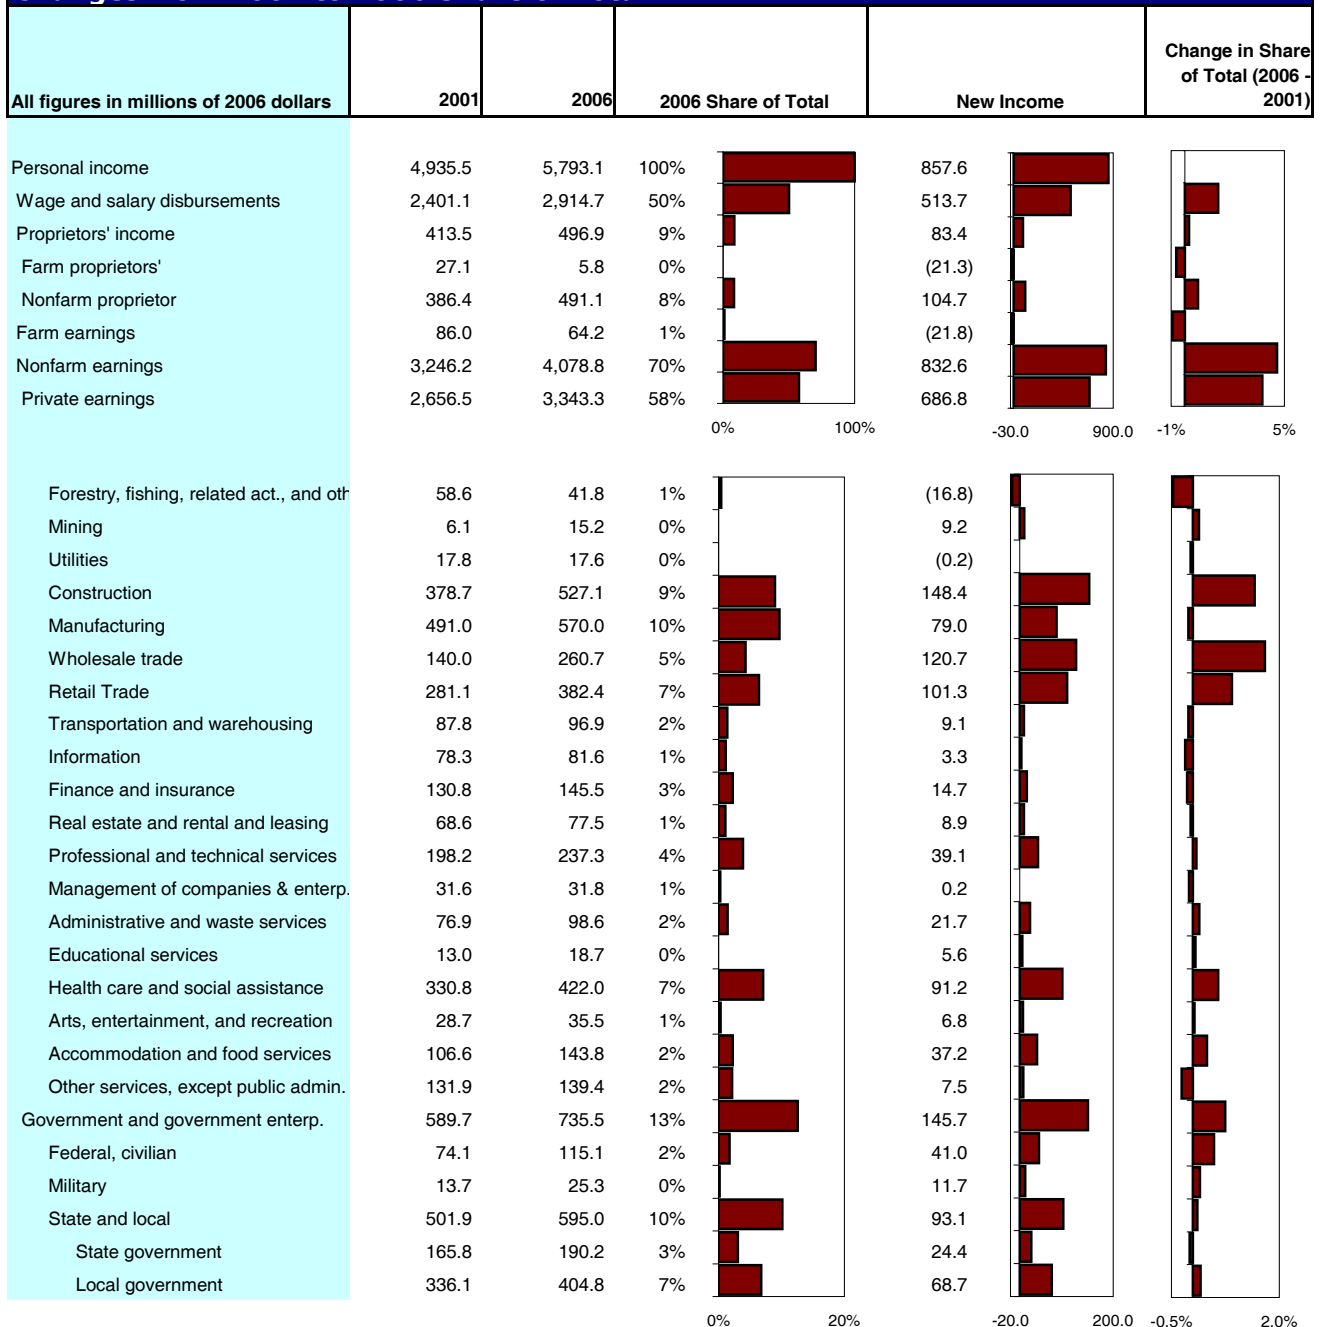 All figures in millions of 2006 dollars 2001 2006 2006 Share of Total New Income Change in Share of Total (2006 - 2001)
Personal income 4,935.5 5,793.1 100% 857.6
Wage and salary disbursements 2,401.1 2,914.7 50% 513.7
Proprietors' income 413.5 496.9 9% 83.4
Farm proprietors' 27.1 5.8 0% (21.3)
Nonfarm proprietor 386.4 491.1 8% 104.7
Farm earnings 86.0 64.2 1% (21.8)
Nonfarm earnings 3,246.2 4,078.8 70% 832.6
Private earnings 2,656.5 3,343.3 58% 686.8
0% 100% -30.0 900.0 -1% 5%
Forestry, fishing, related act., and oth 58.6 41.8 1% (16.8)
Mining 6.1 15.2 0% 9.2
Utilities 17.8 17.6 0% (0.2)
Construction 378.7 527.1 9% 148.4
Manufacturing 491.0 570.0 10% 79.0
Wholesale trade 140.0 260.7 5% 120.7
Retail Trade 281.1 382.4 7% 101.3
Transportation and warehousing 87.8 96.9 2% 9.1
Information 78.3 81.6 1% 3.3
Finance and insurance 130.8 145.5 3% 14.7
Real estate and rental and leasing 68.6 77.5 1% 8.9
Professional and technical services 198.2 237.3 4% 39.1
Management of companies & enterp. 31.6 31.8 1% 0.2
Administrative and waste services 76.9 98.6 2% 21.7
Educational services 13.0 18.7 0% 5.6
Health care and social assistance 330.8 422.0 7% 91.2
Arts, entertainment, and recreation 28.7 35.5 1% 6.8
Accommodation and food services 106.6 143.8 2% 37.2
Other services, except public admin. 131.9 139.4 2% 7.5
Government and government enterp. 589.7 735.5 13% 145.7
Federal, civilian 74.1 115.1 2% 41.0
Military 13.7 25.3 0% 11.7
State and local 501.9 595.0 10% 93.1
State government 165.8 190.2 3% 24.4
Local government 336.1 404.8 7% 68.7
0% 20% -20.0 200.0 -0.5% 2.0%